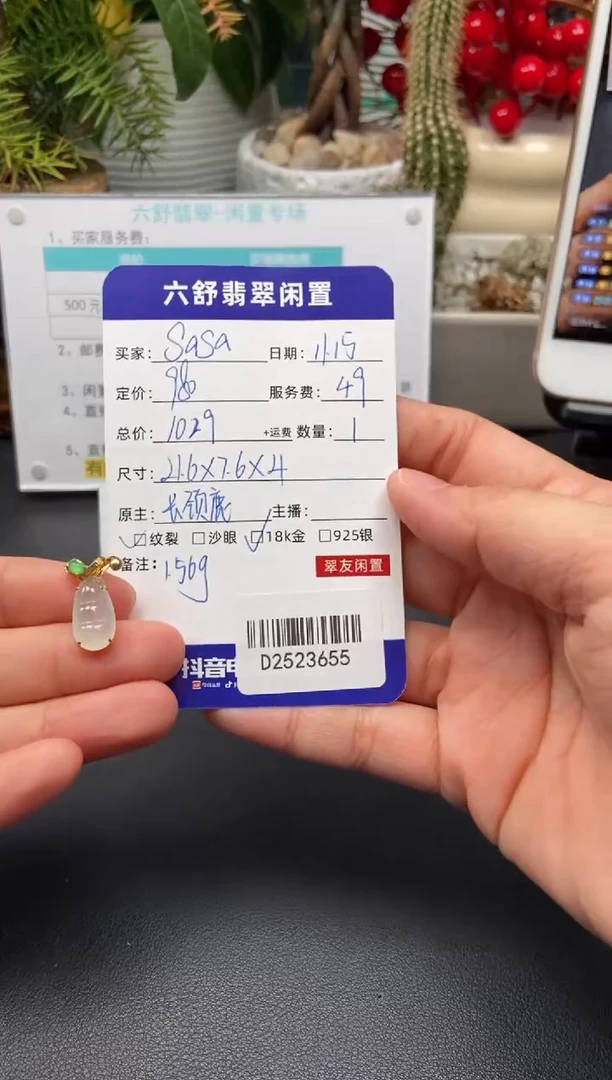 六舒翡翠-闲置专场
1、买家服务费:
500元
2、邮费
3、闲
4、直
5、直
有
六舒翡翠闲置
买家: SaSa 日期: 11.15
定价: 980 服务费: 49
总价: 1029 +运费 数量: 1
尺寸: 21.6X7.6X4
原主: 长颈鹿 主播:
纹裂 沙眼 18k金 925银
备注: 1.56g 翠友闲置
抖音电
D2523655